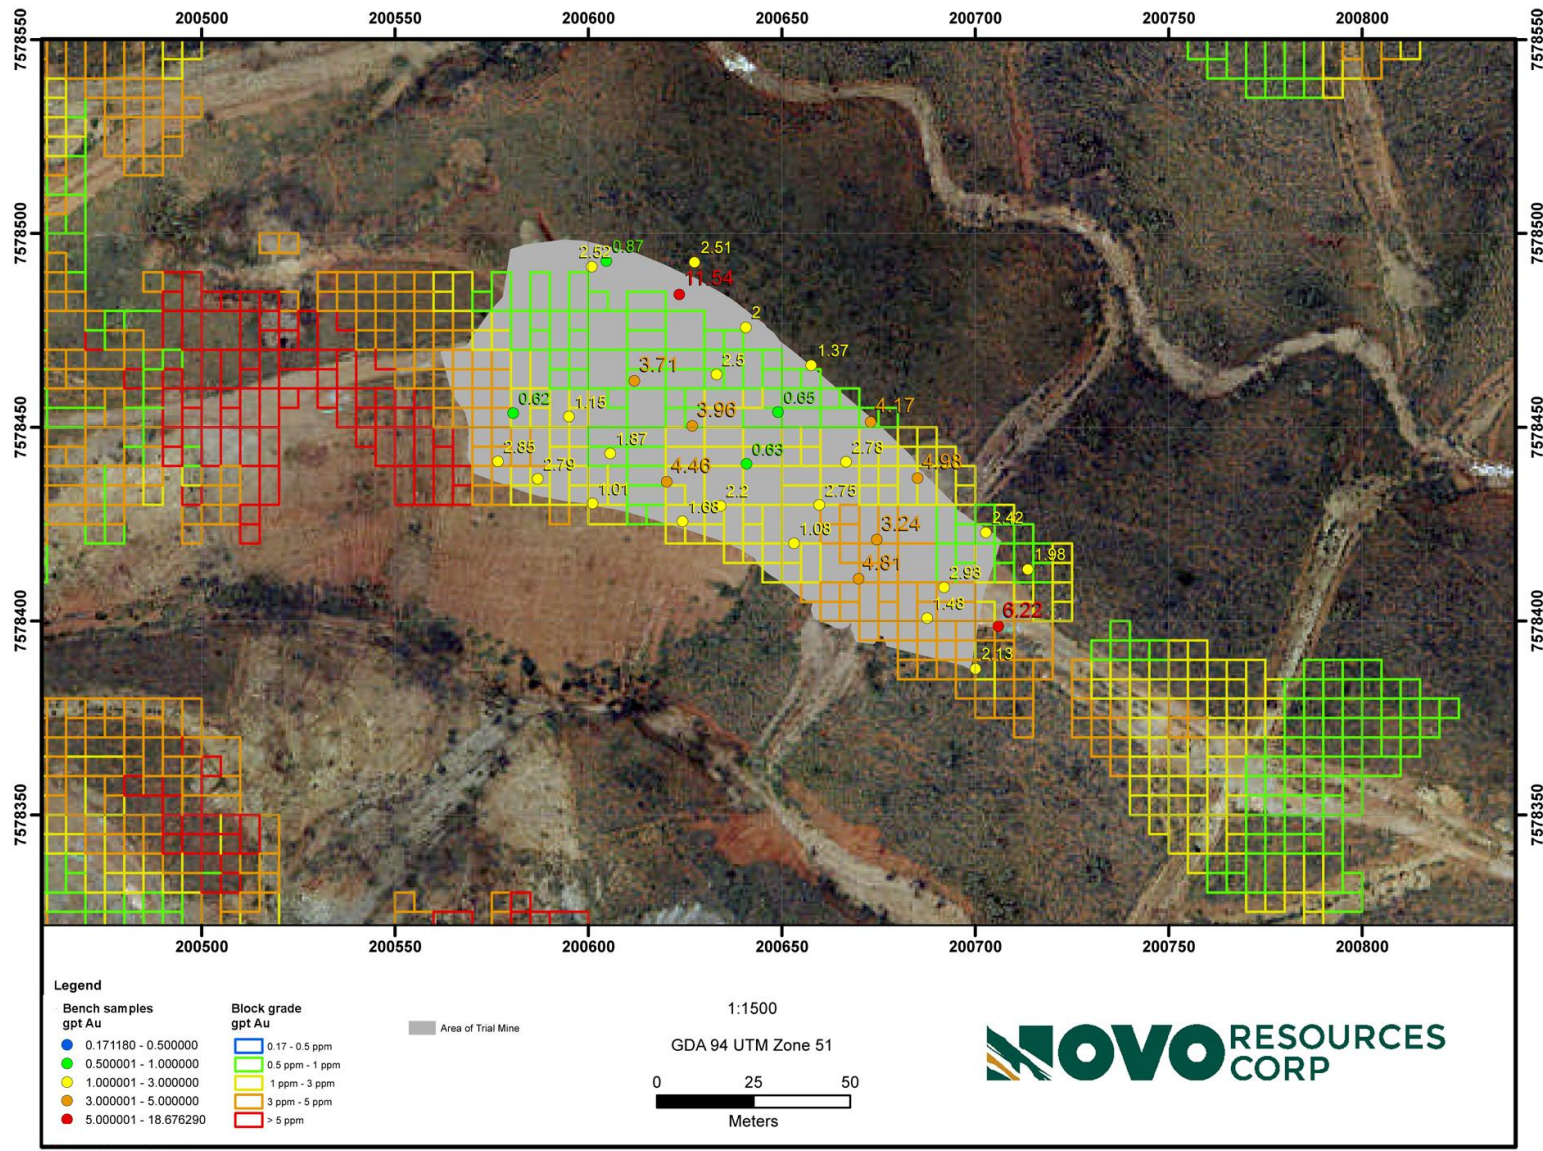 200500 200550 200600 200650 200700 200750 200800
7578550 7578550
7578500 7578500
7578450 7578450
7578400 7578400
7578350 7578350
2.52 0.87 2.51
11.54
2
1.37
3.71 2.5
0.62 1.15 3.96 0.65 4.17
2.85 2.79 1.87 4.46 0.63 2.78 4.98
1.01 1.68 2.2 2.75
1.08 3.24 2.42
4.81 2.93 1.98
1.48 6.22
2.13
200500 200550 200600 200650 200700 200750 200800
Legend
Bench samples
gpt Au
0.171180 - 0.500000
0.500001 - 1.000000
1.000001 - 3.000000
3.000001 - 5.000000
5.000001 - 18.676290
Block grade
gpt Au
0.17 - 0.5 ppm
0.5 ppm - 1 ppm
1 ppm - 3 ppm
3 ppm - 5 ppm
> 5 ppm
Area of Trial Mine
1:1500
GDA 94 UTM Zone 51
0 25 50
Meters
NOVO RESOURCES
CORP